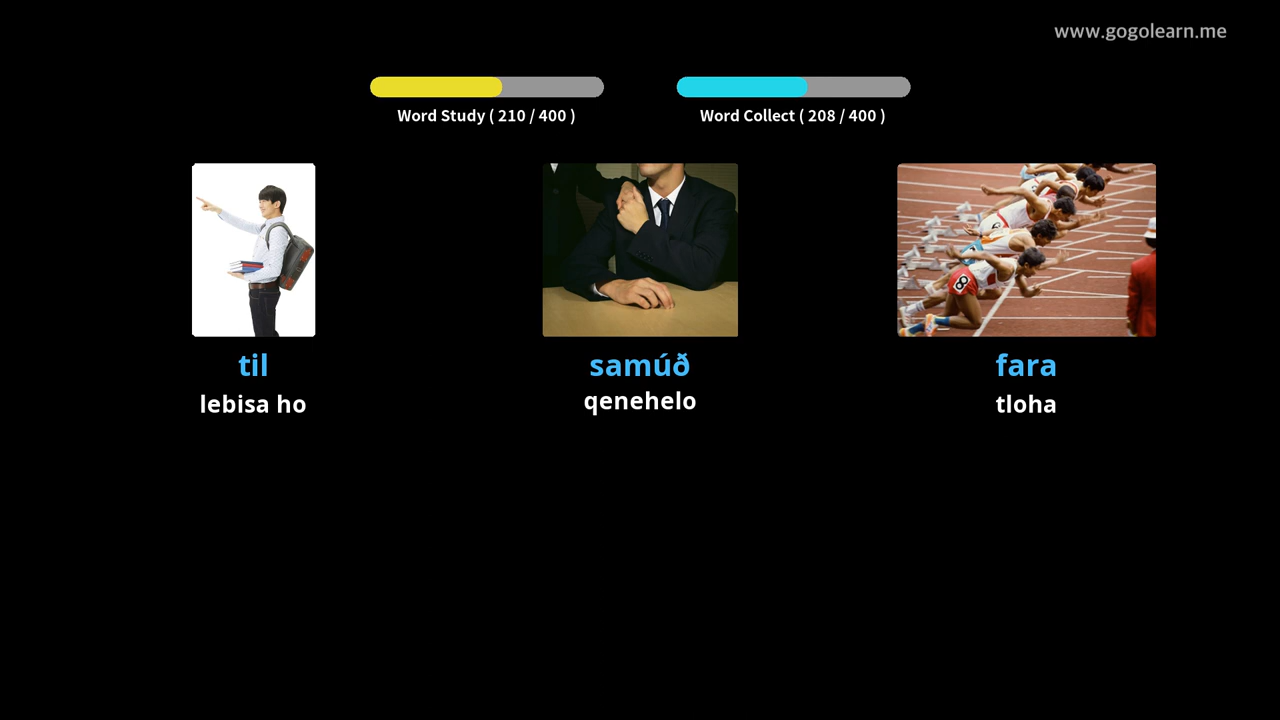 www.gogolearn.me
Word Study ( 210 / 400 )
Word Collect ( 208 / 400 )
til
samúð
fara
lebisa ho
qenehelo
tloha